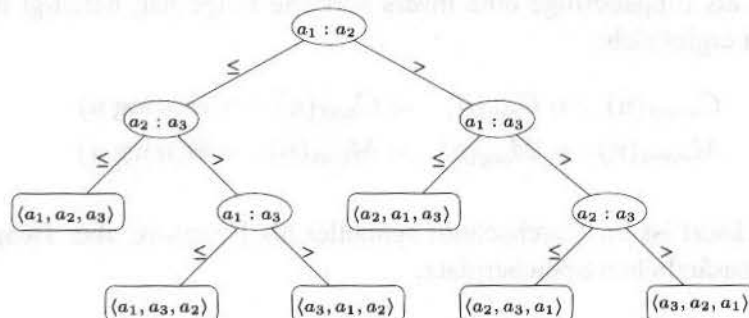 a₁ : a₂
≤ >
a₂ : a₃ a₁ : a₃
≤ > ≤ >
⟨a₁, a₂, a₃⟩ a₁ : a₃ ⟨a₂, a₁, a₃⟩ a₂ : a₃
≤ > ≤ >
⟨a₁, a₃, a₂⟩ ⟨a₃, a₁, a₂⟩ ⟨a₂, a₃, a₁⟩ ⟨a₃, a₂, a₁⟩